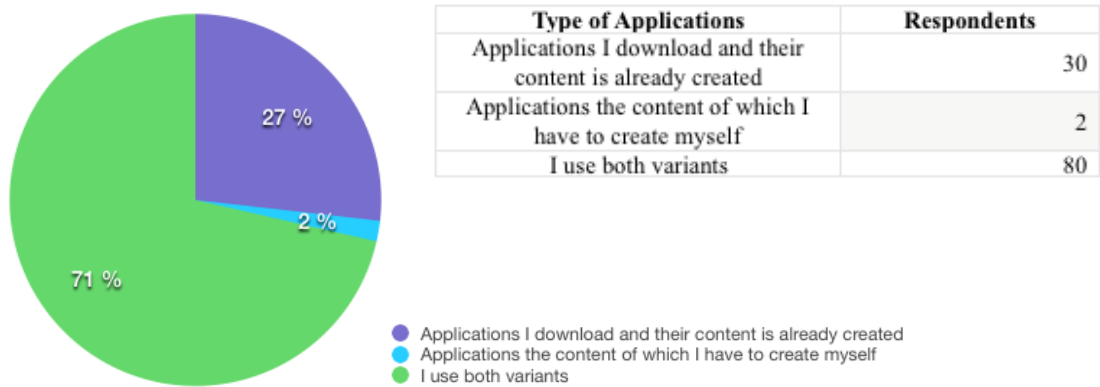 27 %
2 %
71 %
Type of Applications Respondents
Applications I download and their
content is already created 30
Applications the content of which I
have to create myself 2
I use both variants 80
Applications I download and their content is already created
Applications the content of which I have to create myself
I use both variants